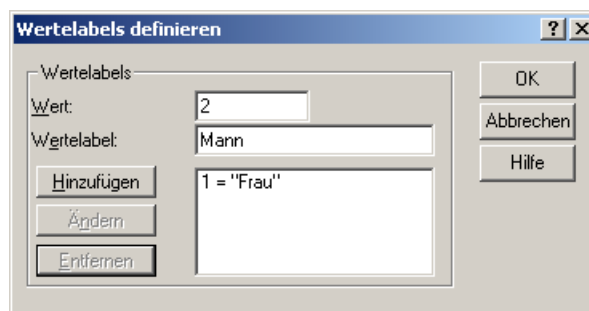 Wertelabels definieren
? X
Wertelabels
OK
Wert:
2
Abbrechen
Wertelabel:
Mann
Hilfe
Hinzufügen
1 = "Frau"
Ändern
Entfernen